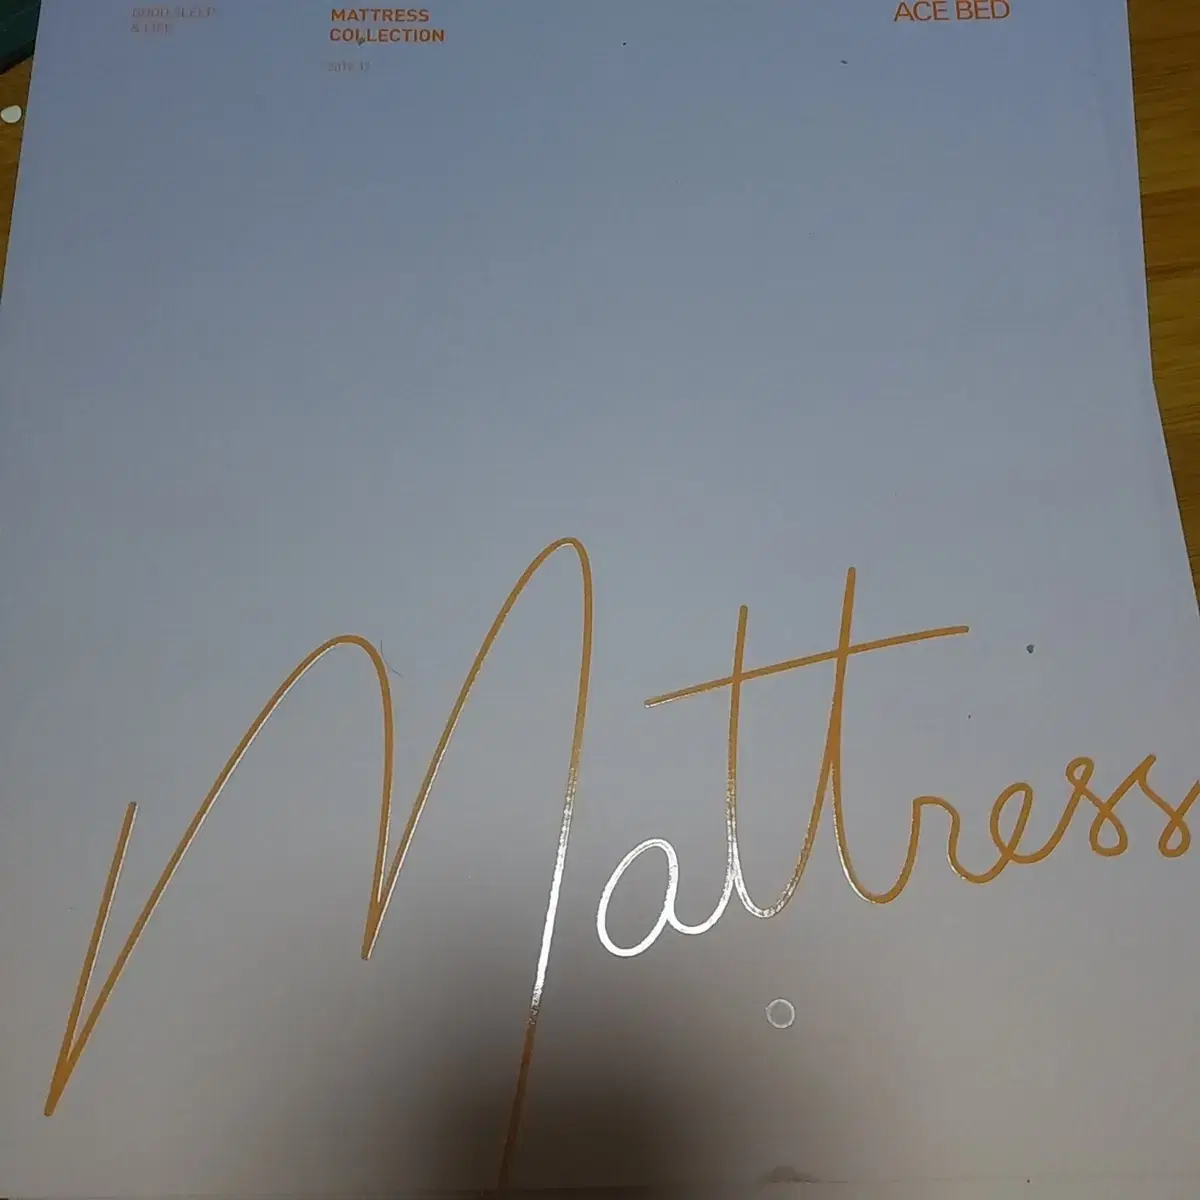 GOOD SLEEP
& LIFE
MATTRESS
COLLECTION
ACE BED
Mattress